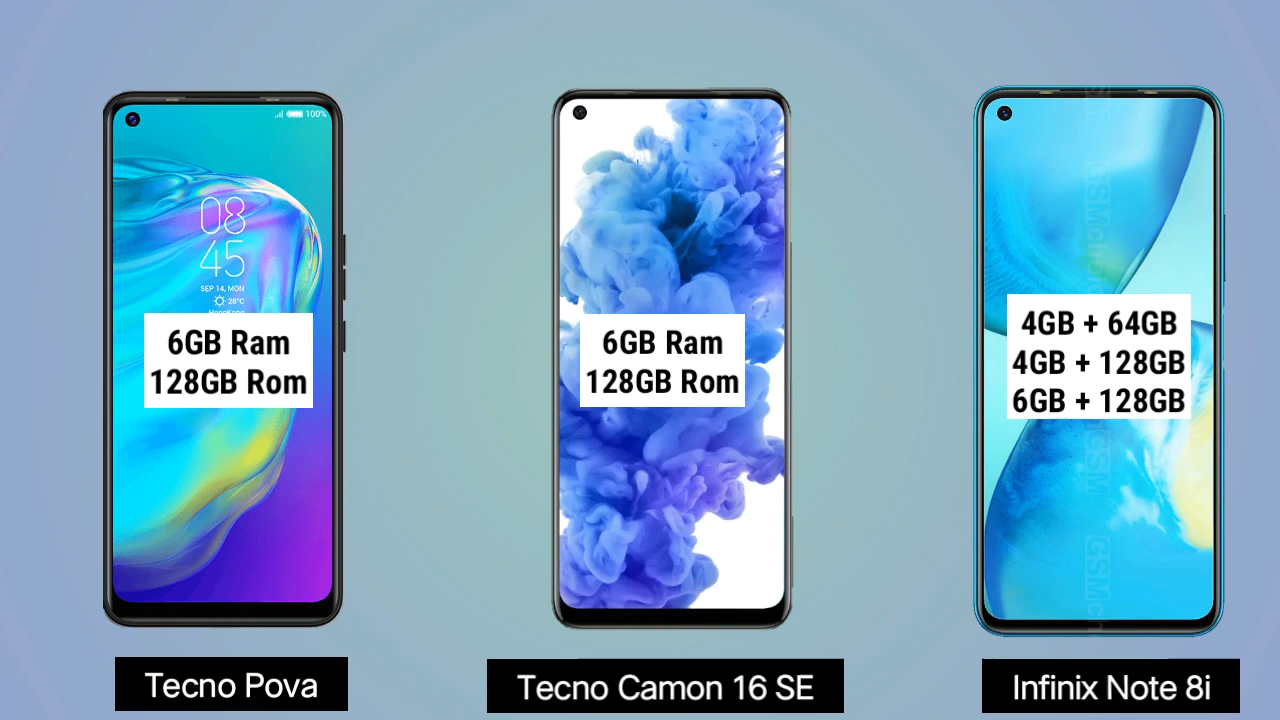 100%
08
45
SEP 14, MON
28°C
HongKong
6GB Ram
128GB Rom
Tecno Pova
6GB Ram
128GB Rom
Tecno Camon 16 SE
4GB + 64GB
4GB + 128GB
6GB + 128GB
Infinix Note 8i